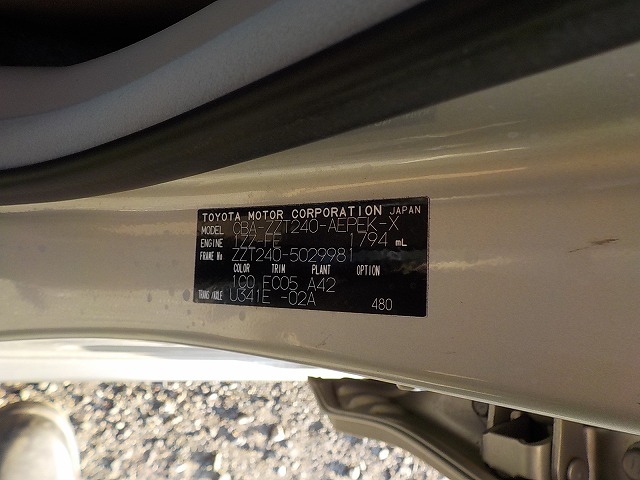 TOYOTA MOTOR CORPORATION JAPAN
MODEL CBA-ZZT240-AEPEK-X
ENGINE 1ZZ-FE 1794 mL
FRAME No ZZT240-5029981
COLOR TRIM PLANT OPTION
1C0 FC05 A42
TRANS/AXLE U341E -02A
480